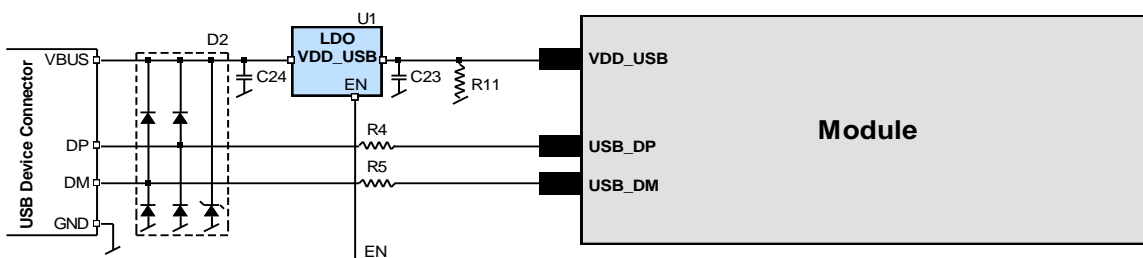 U1
LDO
D2
VDD_USB
VBUS
VDD_USB
C24
C23
R11
EN
USB Device Connector
Module
R4
DP
USB_DP
R5
DM
USB_DM
GND
EN